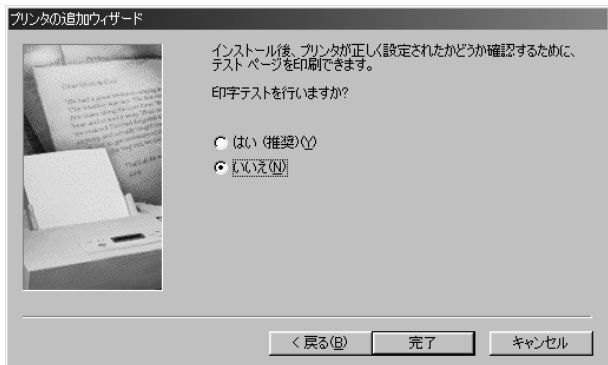 プリンタの追加ウィザード
インストール後、プリンタが正しく設定されたかどうか確認するために、
テスト ページを印刷できます。
印字テストを行いますか?
はい (推奨)(Y)
いいえ(N)
< 戻る(B)
完了
キャンセル